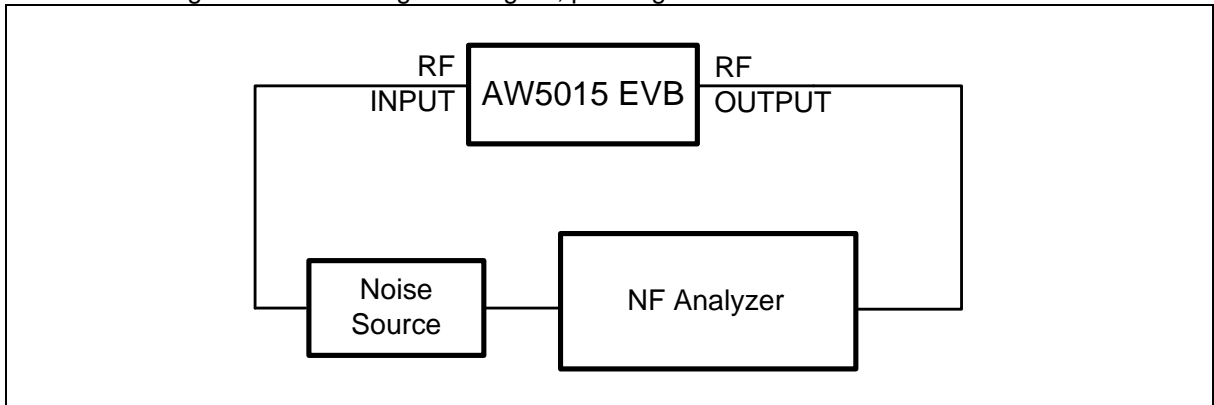 RF
INPUT
AW5015 EVB
RF
OUTPUT
Noise
Source
NF Analyzer